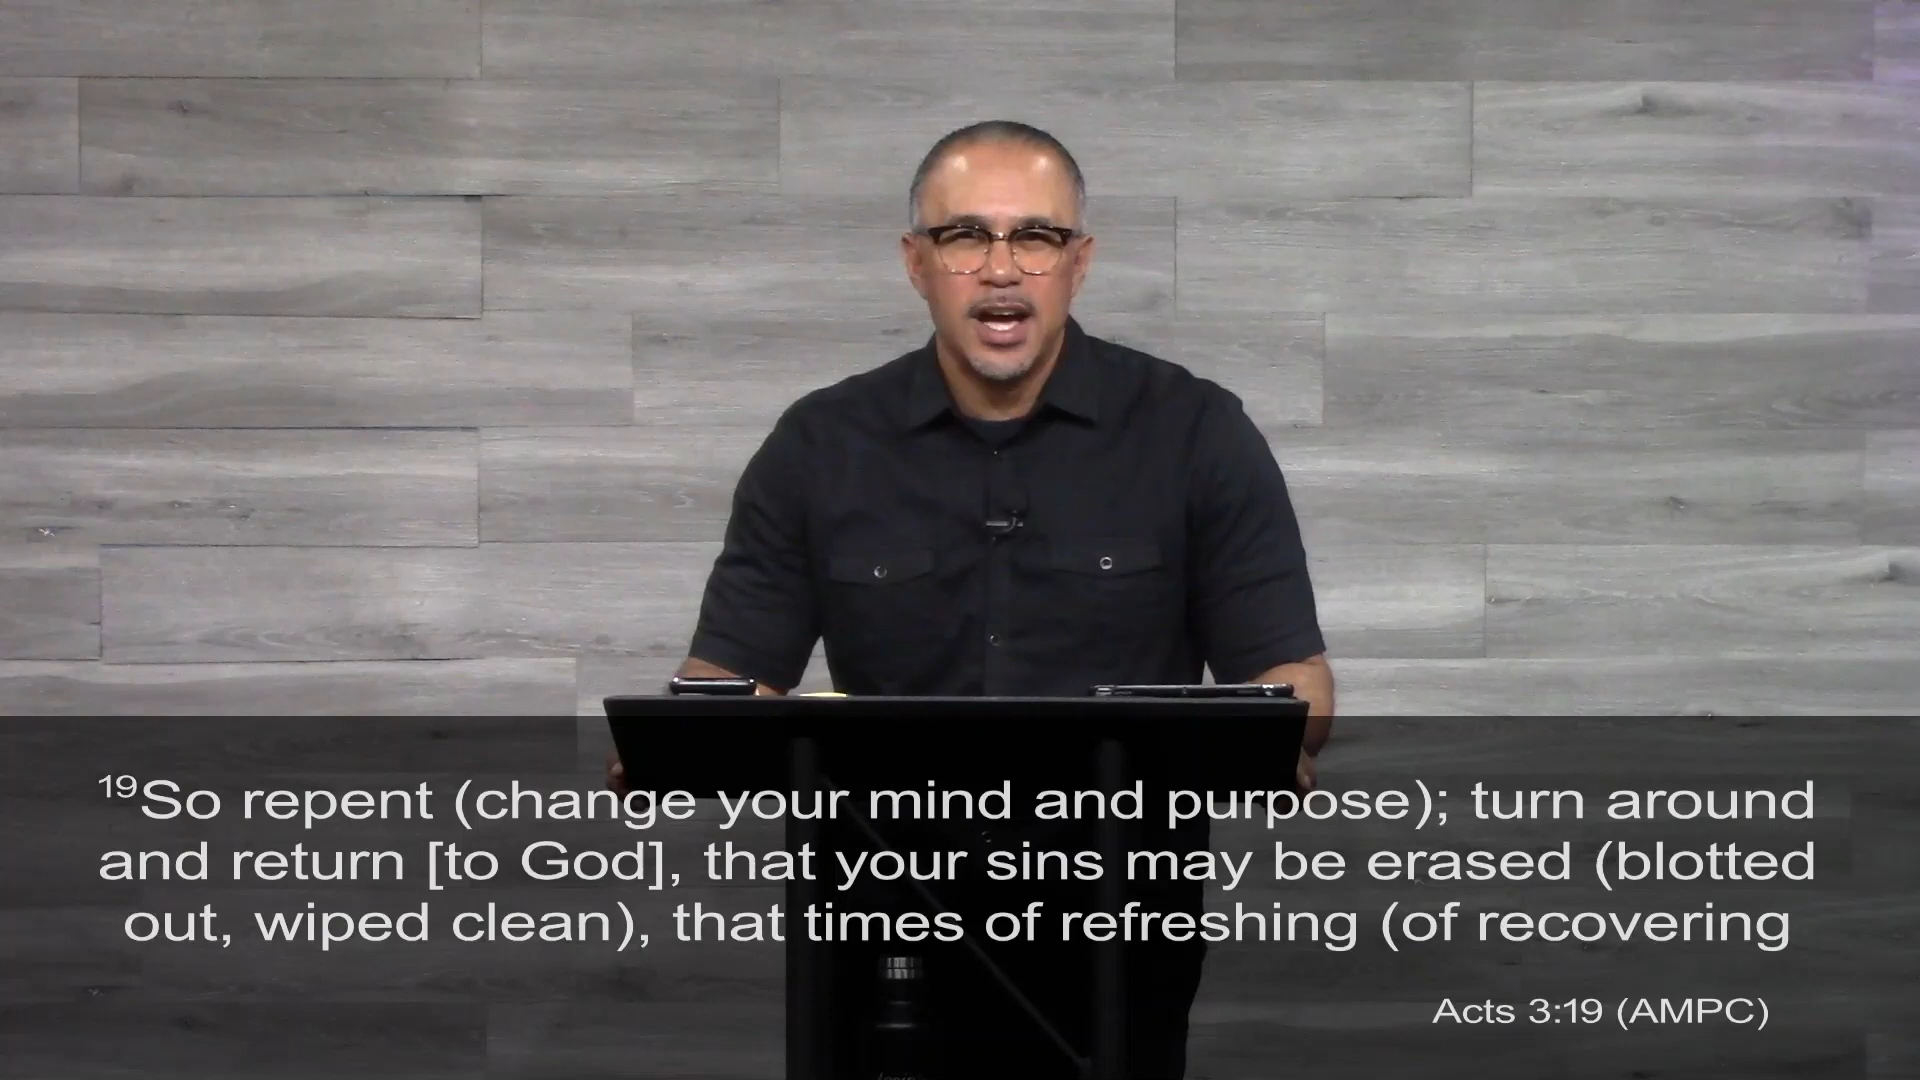 19So repent (change your mind and purpose); turn around
and return [to God], that your sins may be erased (blotted
out, wiped clean), that times of refreshing (of recovering
Acts 3:19 (AMPC)